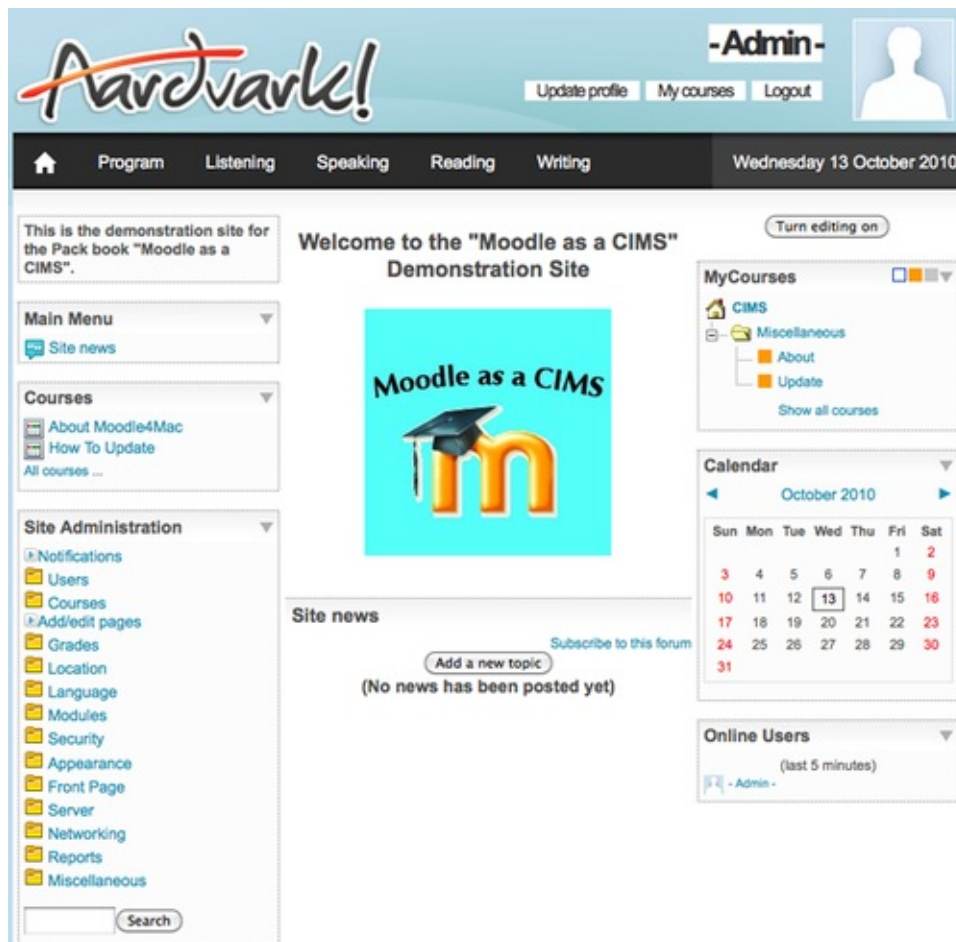 Aardvark!
-Admin-
Update profile My courses Logout
Program Listening Speaking Reading Writing Wednesday 13 October 2010
This is the demonstration site for
the Pack book "Moodle as a
CIMS".
Main Menu
Site news
Courses
About Moodle4Mac
How To Update
All courses ...
Site Administration
Notifications
Users
Courses
Add/edit pages
Grades
Location
Language
Modules
Security
Appearance
Front Page
Server
Networking
Reports
Miscellaneous
Search
Welcome to the "Moodle as a CIMS"
Demonstration Site
Moodle as a CIMS
m
Site news
Subscribe to this forum
Add a new topic
(No news has been posted yet)
Turn editing on
MyCourses
CIMS
Miscellaneous
About
Update
Show all courses
Calendar
October 2010
Sun Mon Tue Wed Thu Fri Sat
1 2
3 4 5 6 7 8 9
10 11 12 13 14 15 16
17 18 19 20 21 22 23
24 25 26 27 28 29 30
31
Online Users
(last 5 minutes)
- Admin -